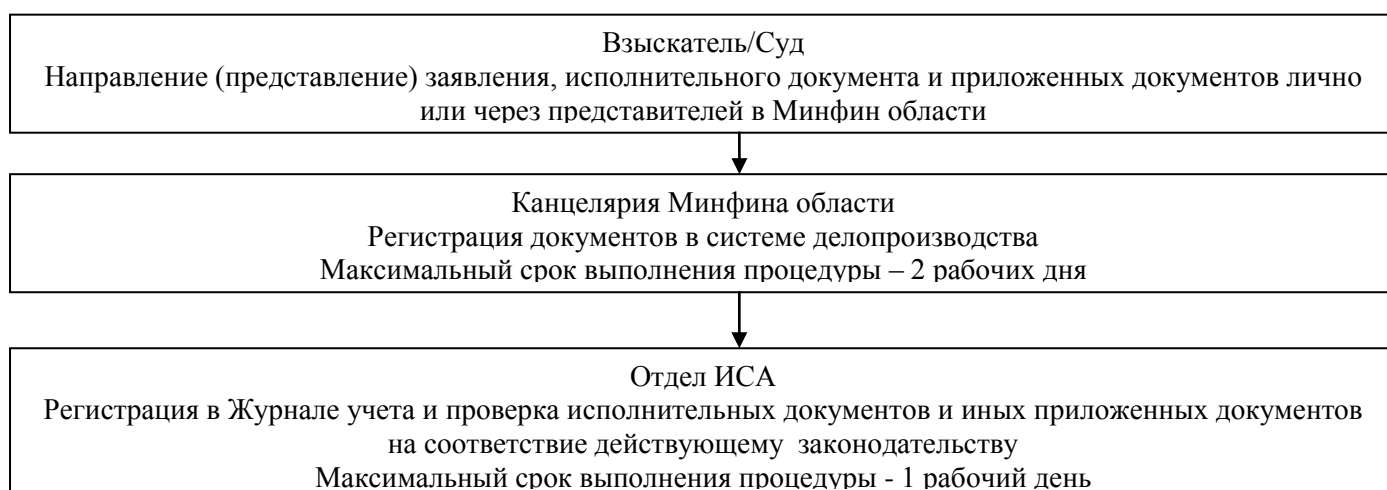 Взыскатель/Суд
Направление (представление) заявления, исполнительного документа и приложенных документов лично
или через представителей в Минфин области
Канцелярия Минфина области
Регистрация документов в системе делопроизводства
Максимальный срок выполнения процедуры – 2 рабочих дня
Отдел ИСА
Регистрация в Журнале учета и проверка исполнительных документов и иных приложенных документов
на соответствие действующему законодательству
Максимальный срок выполнения процедуры - 1 рабочий день